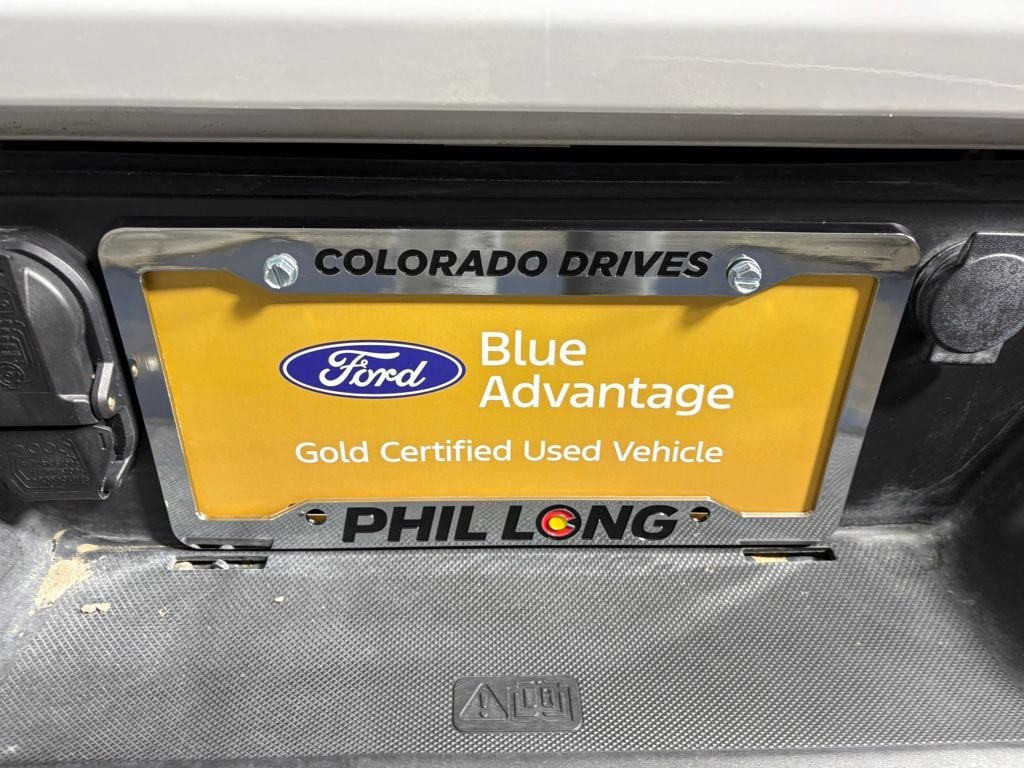 COLORADO DRIVES
Ford
Blue
Advantage
Gold Certified Used Vehicle
PHIL LONG